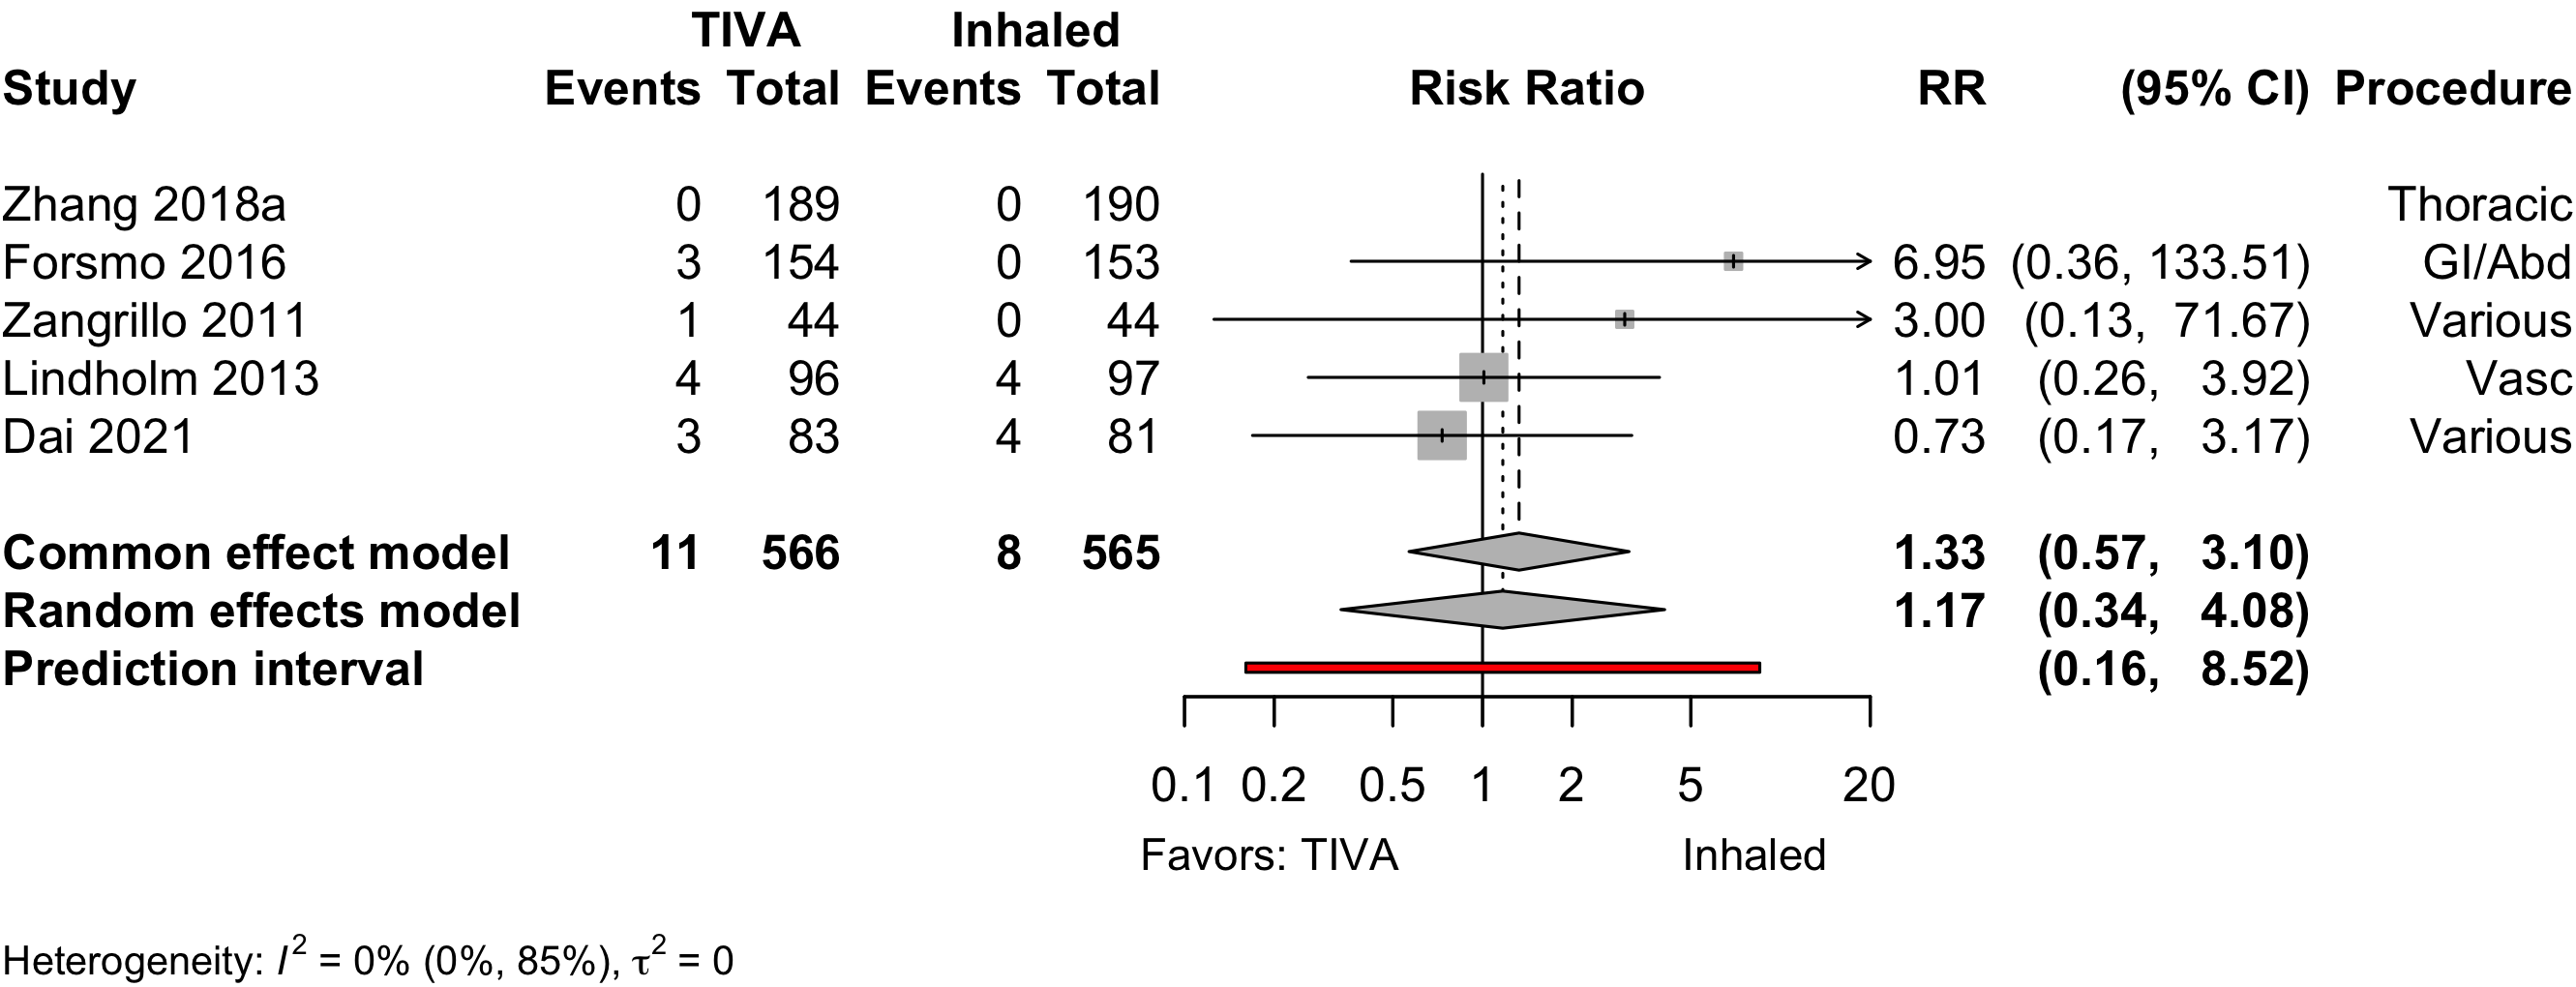 TIVA Inhaled
Study Events Total Events Total Risk Ratio RR (95% CI) Procedure
Zhang 2018a 0 189 0 190 Thoracic
Forsmo 2016 3 154 0 153 6.95 (0.36, 133.51) GI/Abd
Zangrillo 2011 1 44 0 44 3.00 (0.13, 71.67) Various
Lindholm 2013 4 96 4 97 1.01 (0.26, 3.92) Vasc
Dai 2021 3 83 4 81 0.73 (0.17, 3.17) Various
Common effect model 11 566 8 565 1.33 (0.57, 3.10)
Random effects model 1.17 (0.34, 4.08)
Prediction interval (0.16, 8.52)
0.1 0.2 0.5 1 2 5 20
Favors: TIVA Inhaled
Heterogeneity: I² = 0% (0%, 85%), τ² = 0